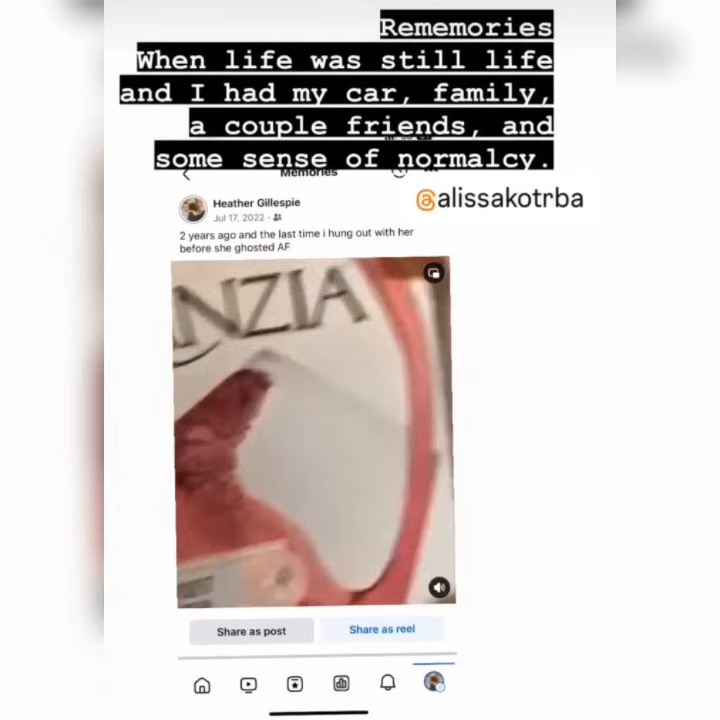 Rememories
When life was still life
and I had my car, family,
a couple friends, and
some sense of normalcy.
Memories
@alissakotrba
Heather Gillespie
Jul 17, 2022
2 years ago and the last time i hung out with her
before she ghosted AF
NZIA
Share as post
Share as reel